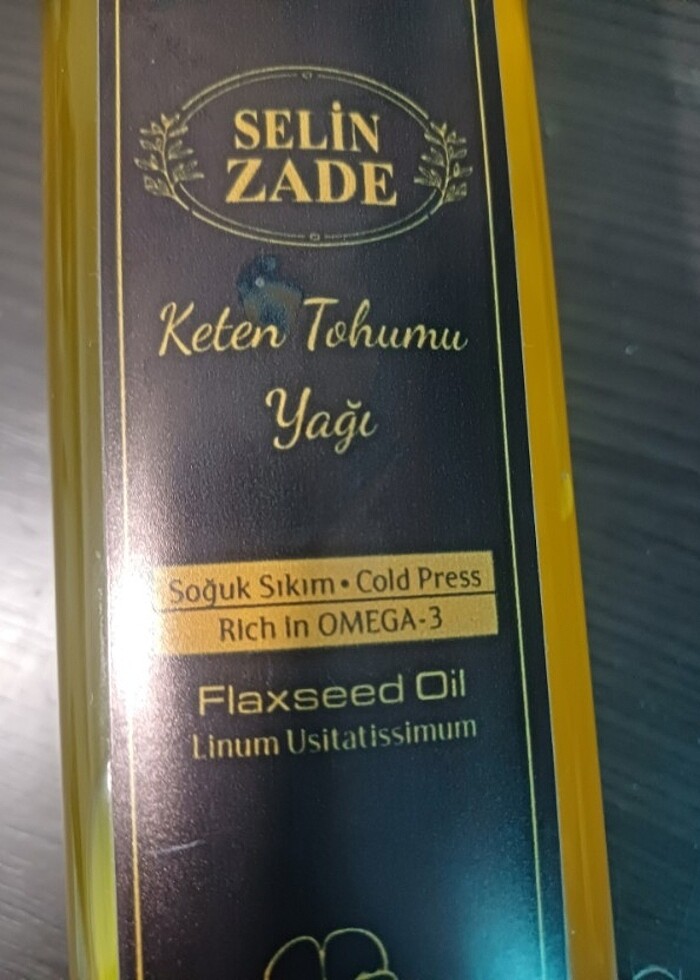 SELİN
ZADE
Keten Tohumu
Yağı
Soğuk Sıkım • Cold Press
Rich in OMEGA-3
Flaxseed Oil
Linum Usitatissimum